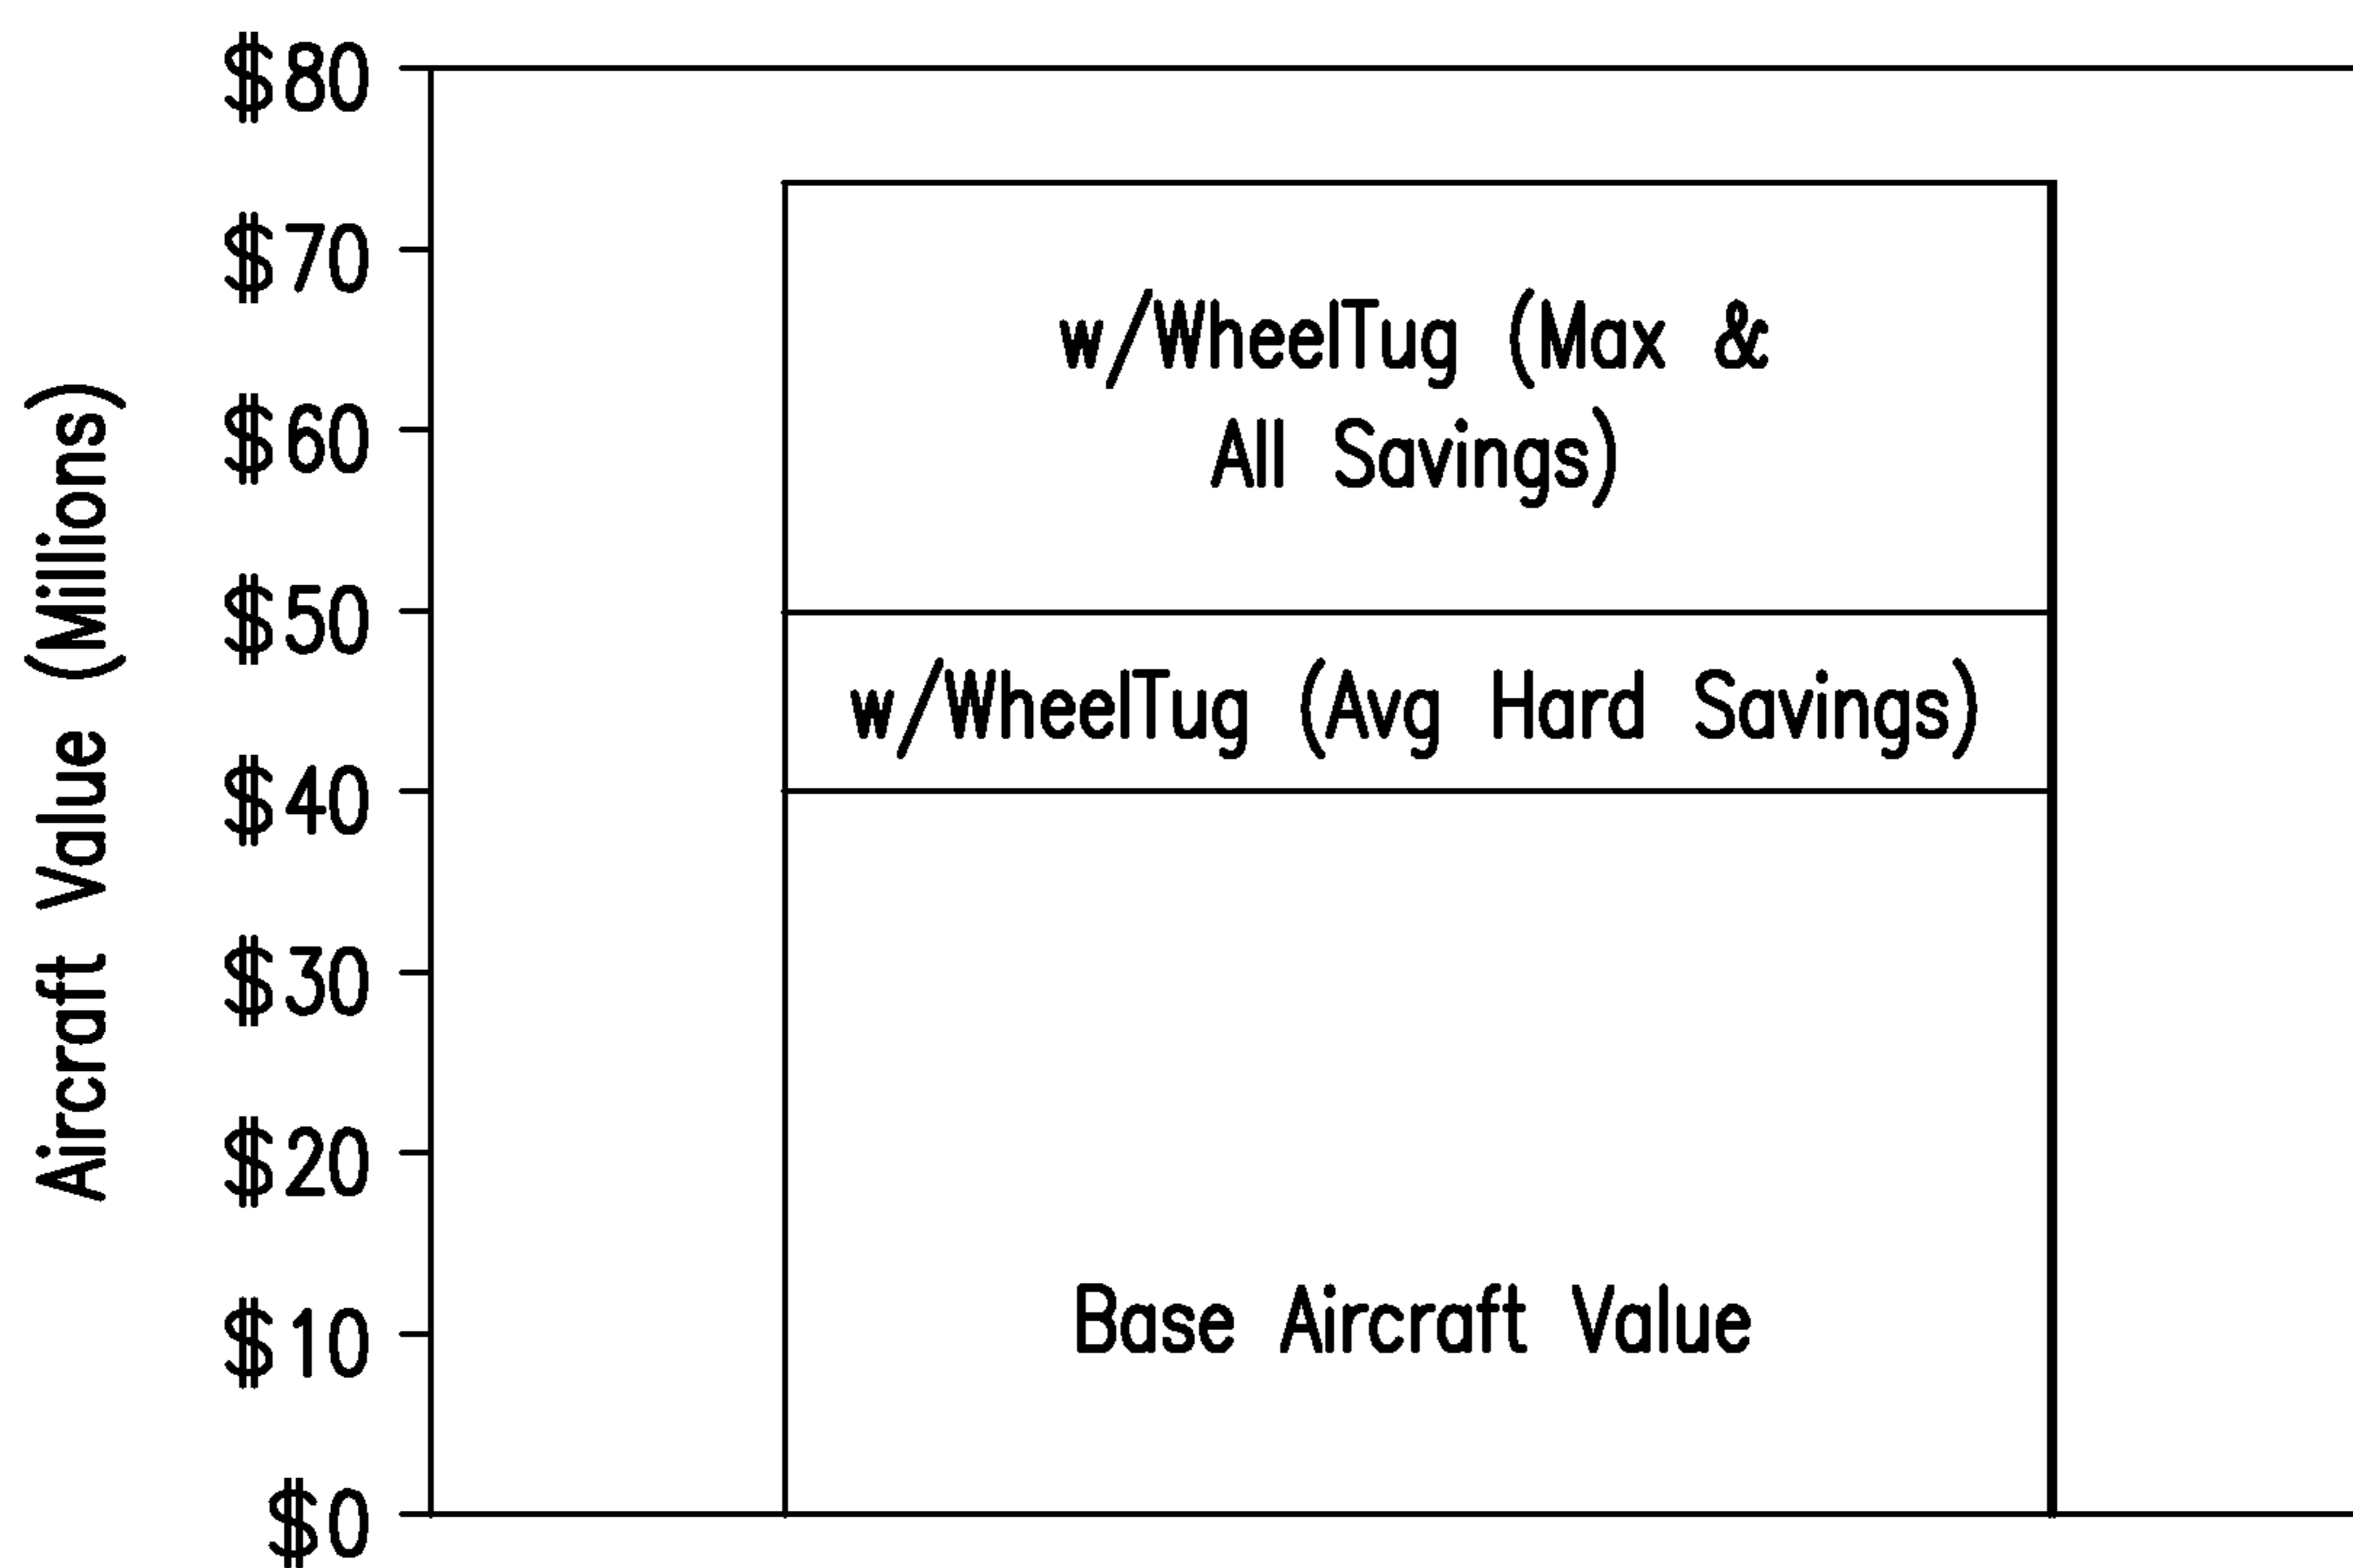 Aircraft Value (Millions)
$80
$70
$60
$50
$40
$30
$20
$10
$0
w/WheelTug (Max &
All Savings)
w/WheelTug (Avg Hard Savings)
Base Aircraft Value